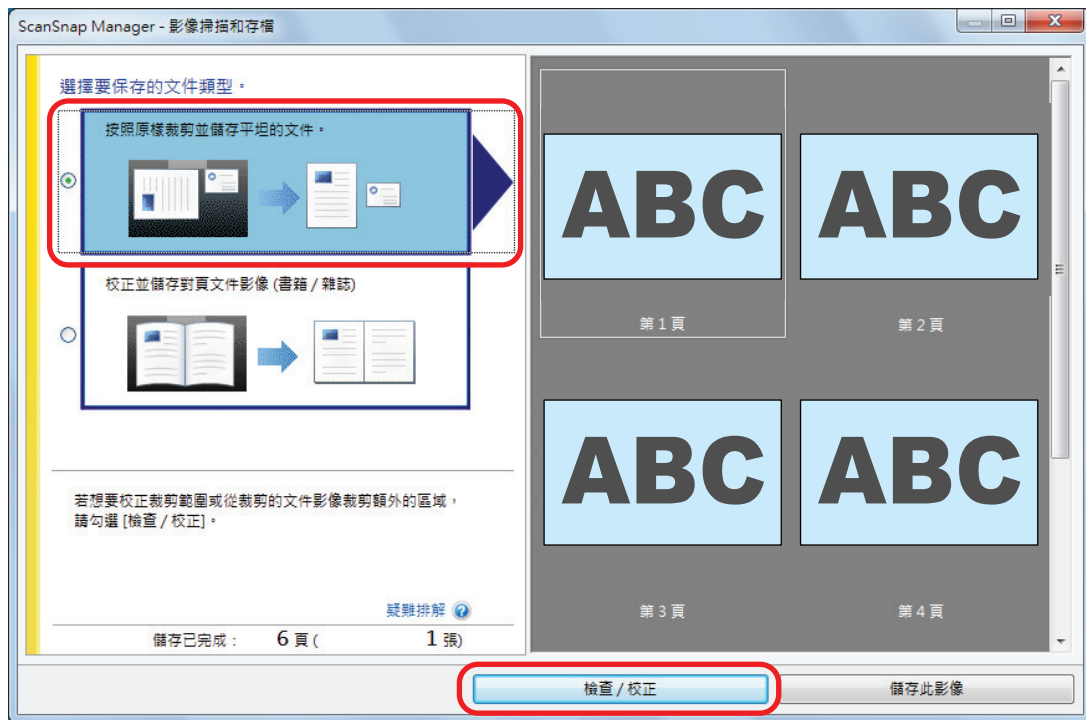 ScanSnap Manager - 影像掃描和存檔
選擇要保存的文件類型。
按照原樣裁剪並儲存平坦的文件。
校正並儲存對頁文件影像 (書籍 / 雜誌)
若想要校正裁剪範圍或從裁剪的文件影像裁剪額外的區域，
請勾選 [檢查 / 校正]。
疑難排解
儲存已完成 : 6 頁 ( 1 張)
ABC
ABC
第 1 頁
第 2 頁
ABC
ABC
第 3 頁
第 4 頁
檢查 / 校正
儲存此影像